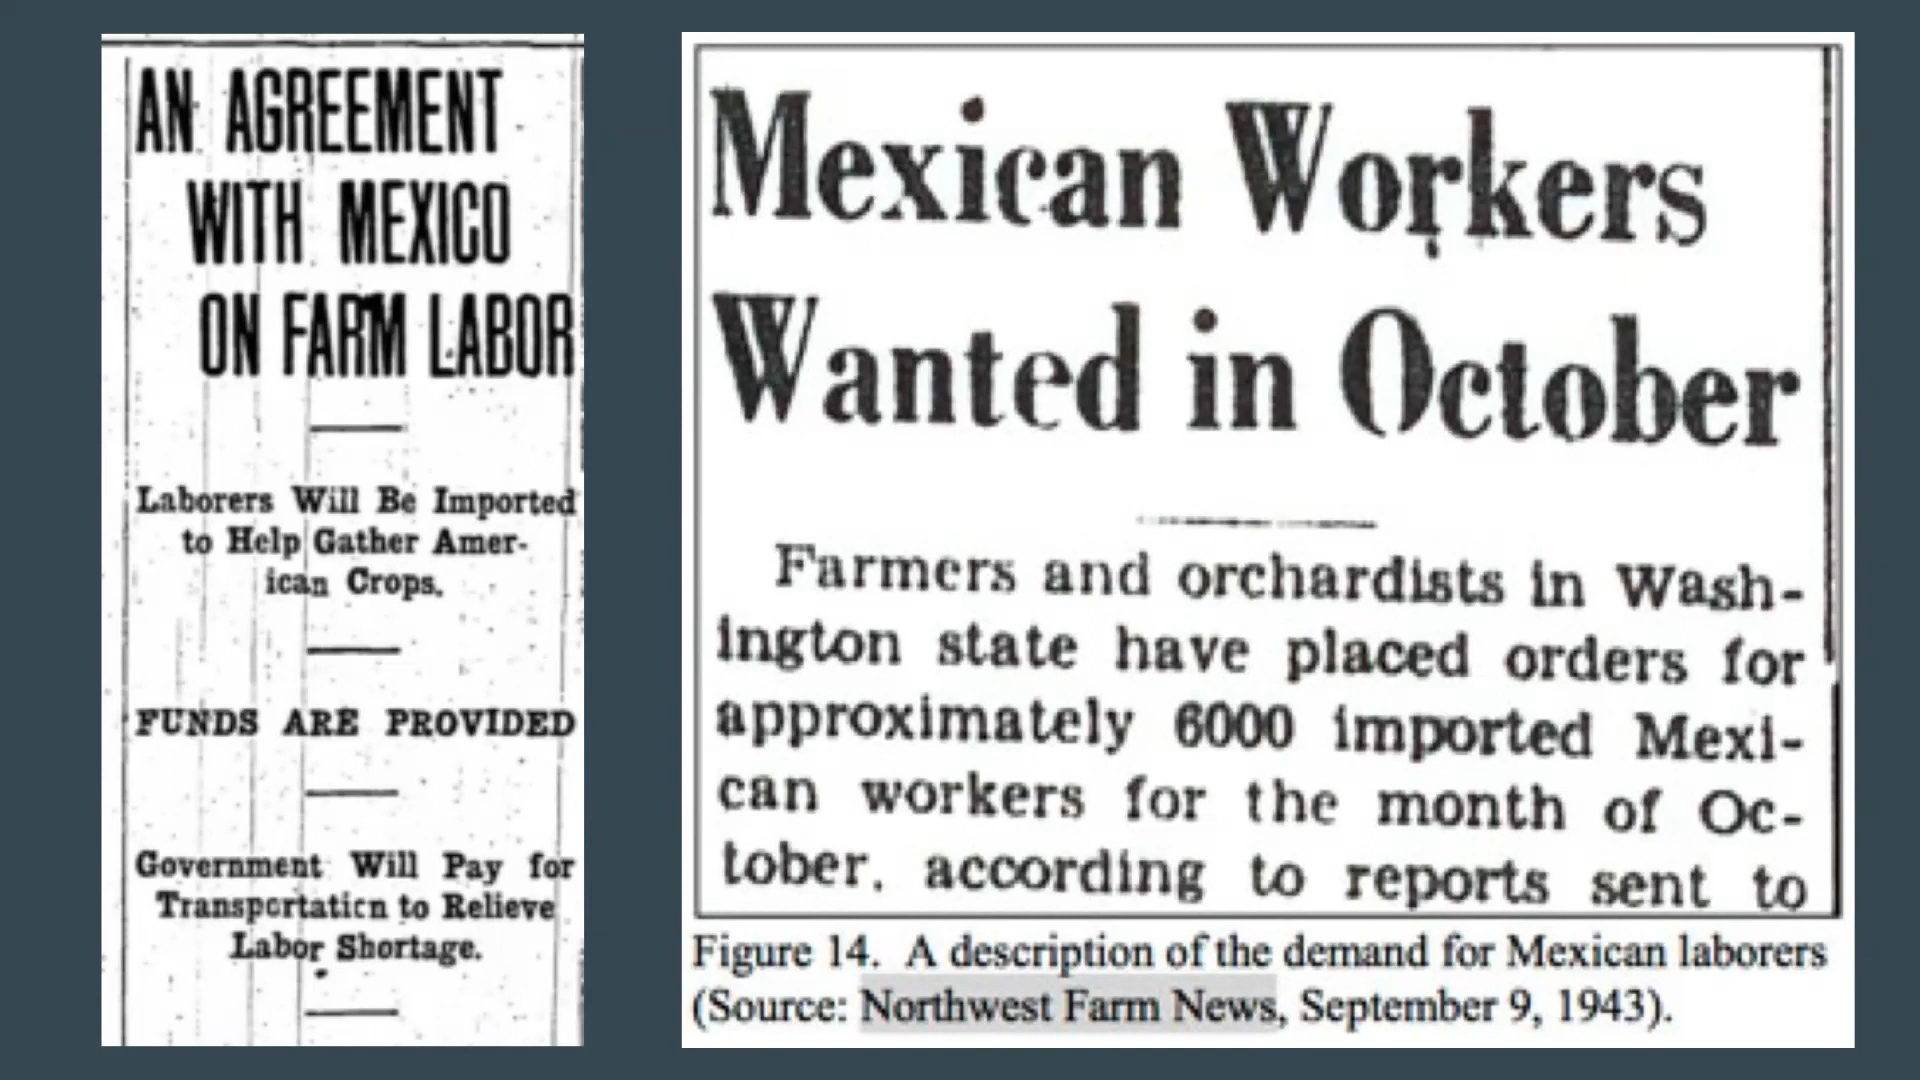 AN AGREEMENT
WITH MEXICO
ON FARM LABOR
Laborers Will Be Imported
to Help Gather Amer-
ican Crops.
FUNDS ARE PROVIDED
Government Will Pay for
Transportation to Relieve
Labor Shortage.
Mexican Workers
Wanted in October
Farmers and orchardists in Wash-
ington state have placed orders for
approximately 6000 imported Mexi-
can workers for the month of Oc-
tober, according to reports sent to
Figure 14. A description of the demand for Mexican laborers
(Source: Northwest Farm News, September 9, 1943).